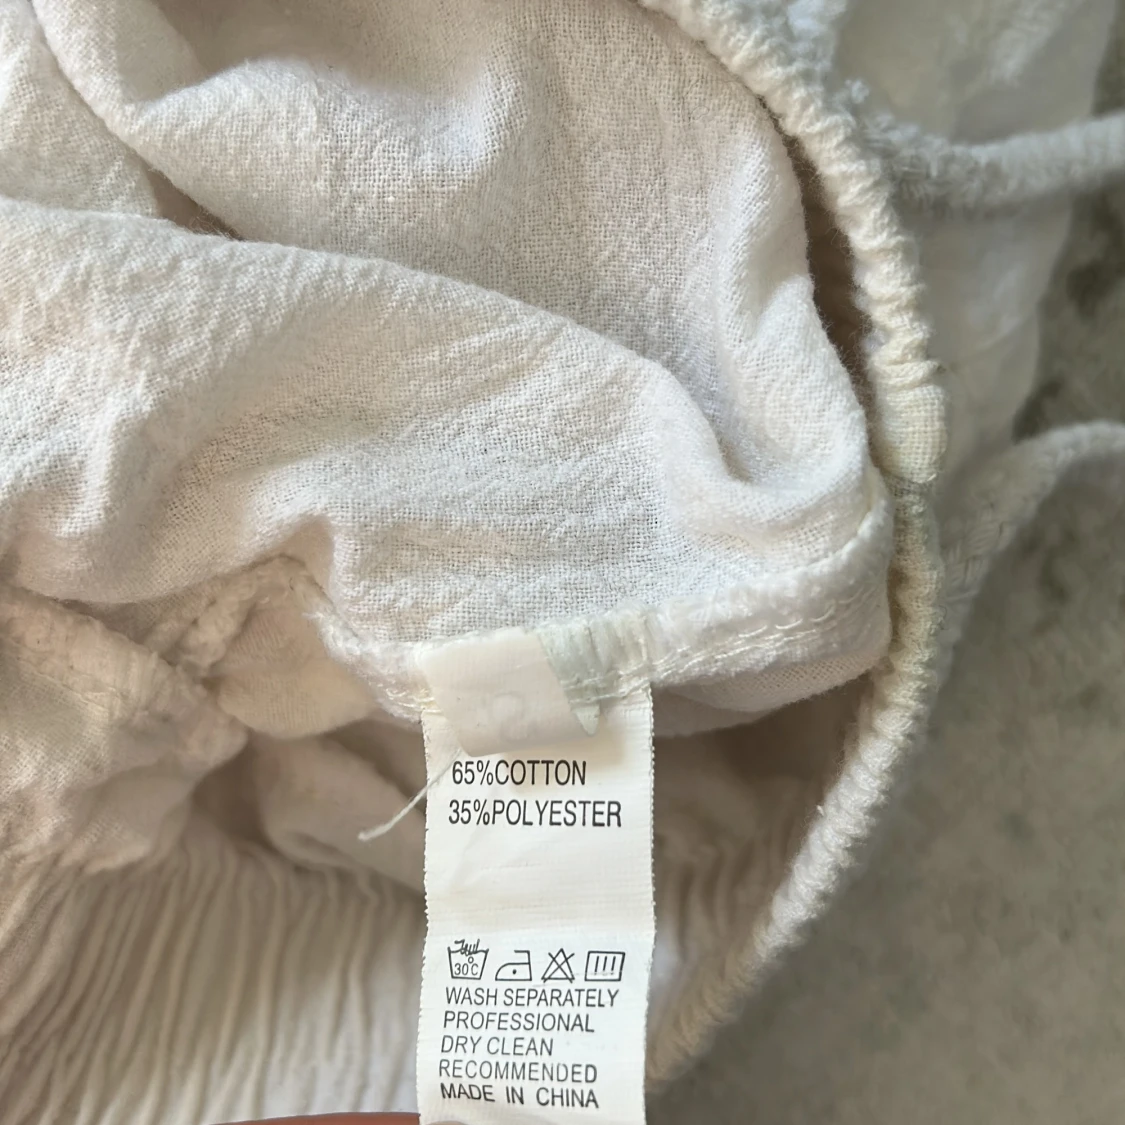 65%COTTON
35%POLYESTER
30°C
WASH SEPARATELY
PROFESSIONAL
DRY CLEAN
RECOMMENDED
MADE IN CHINA